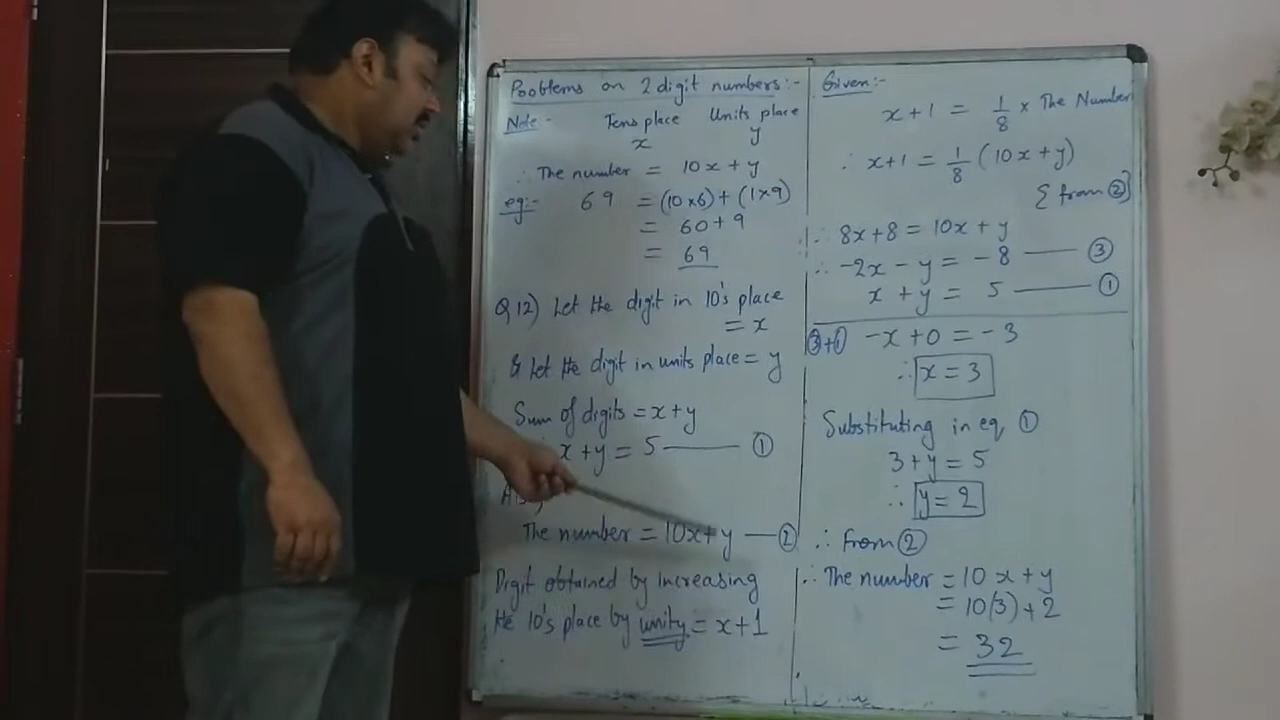 Problems on 2 digit numbers:-
Note:- Tens place Units place
x y
∴ The number = 10x + y
eg:- 69 = (10×6) + (1×9)
= 60 + 9
= 69
Q 12) Let the digit in 10's place
= x
& let the digit in units place = y
Sum of digits = x+y
x + y = 5 —— ①
Also,
The number = 10x + y — ②
Digit obtained by increasing
the 10's place by unity = x+1
Given:-
x + 1 = 1/8 × The Number
∴ x+1 = 1/8 (10x + y)
{ from ② }
∴ 8x+8 = 10x + y
∴ -2x - y = -8 —— ③
x + y = 5 —— ①
③+① -x + 0 = -3
∴ x = 3
Substituting in eq ①
3 + y = 5
∴ y = 2
∴ from ②
∴ The number = 10x + y
= 10(3) + 2
= 32